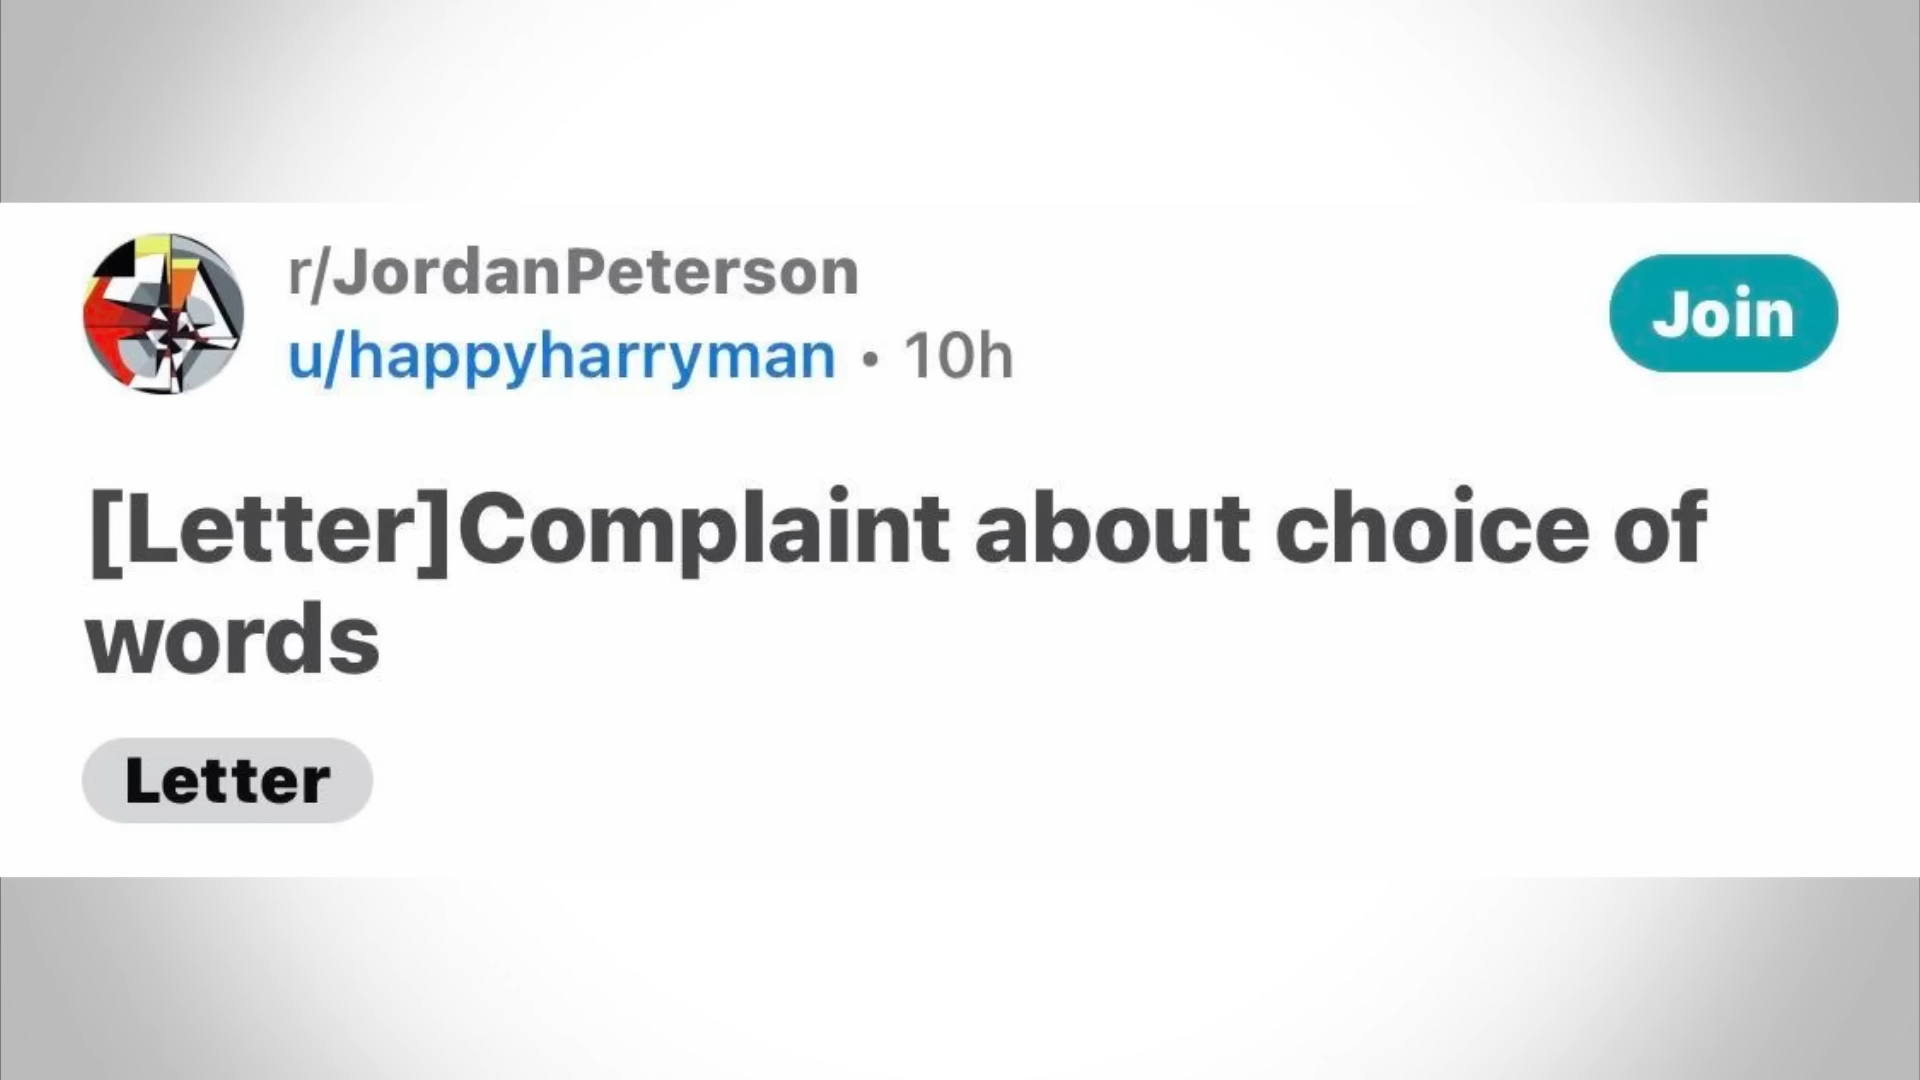 r/JordanPeterson
u/happyharryman • 10h
Join
[Letter]Complaint about choice of
words
Letter